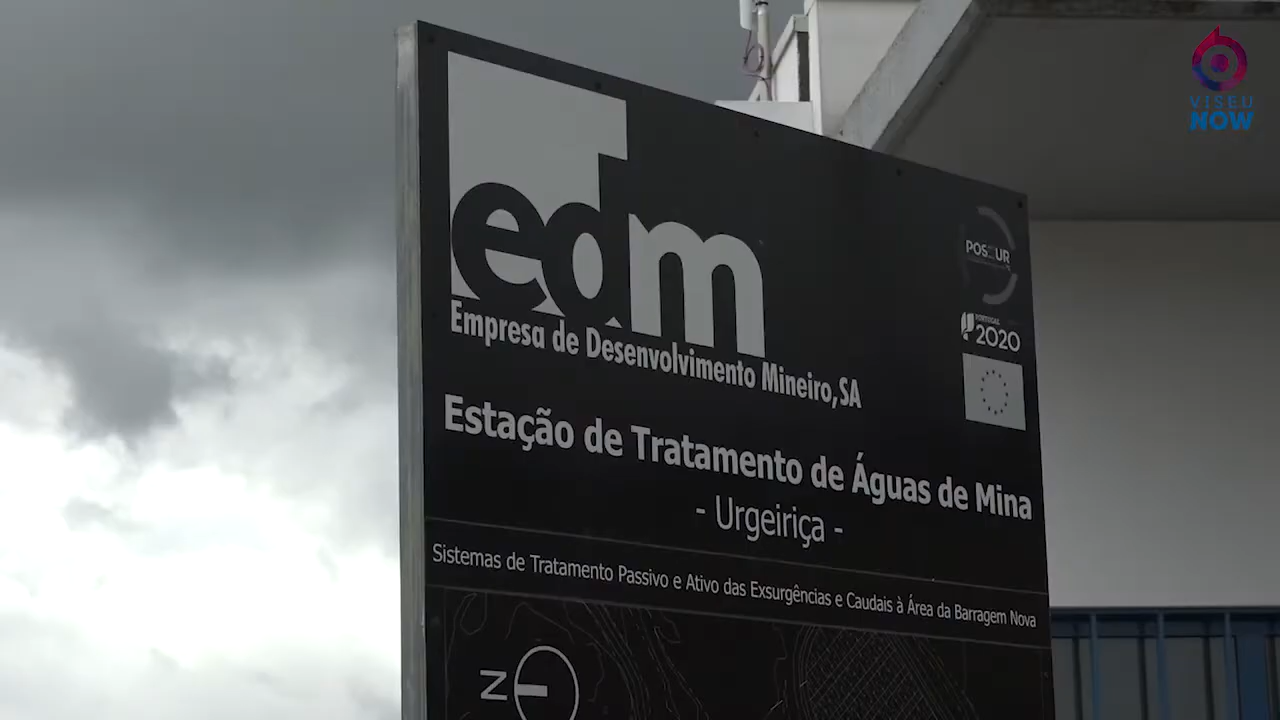 VISEU
NOW
edm
POSEUR
PORTUGAL
2020
Empresa de Desenvolvimento Mineiro,SA
Estação de Tratamento de Águas de Mina
- Urgeiriça -
Sistemas de Tratamento Passivo e Ativo das Exsurgências e Caudais à Área da Barragem Nova
N